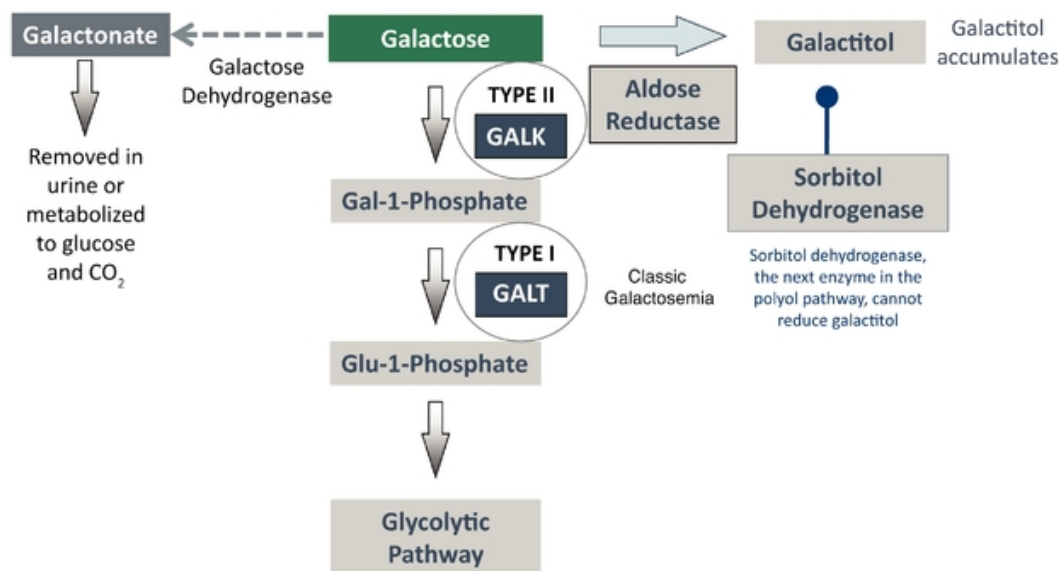 Galactonate
Galactose
Galactitol
Galactitol
accumulates
Galactose
Dehydrogenase
TYPE II
GALK
Aldose
Reductase
Removed in
urine or
metabolized
to glucose
and CO₂
Gal-1-Phosphate
Sorbitol
Dehydrogenase
TYPE I
GALT
Classic
Galactosemia
Sorbitol dehydrogenase,
the next enzyme in the
polyol pathway, cannot
reduce galactitol
Glu-1-Phosphate
Glycolytic
Pathway